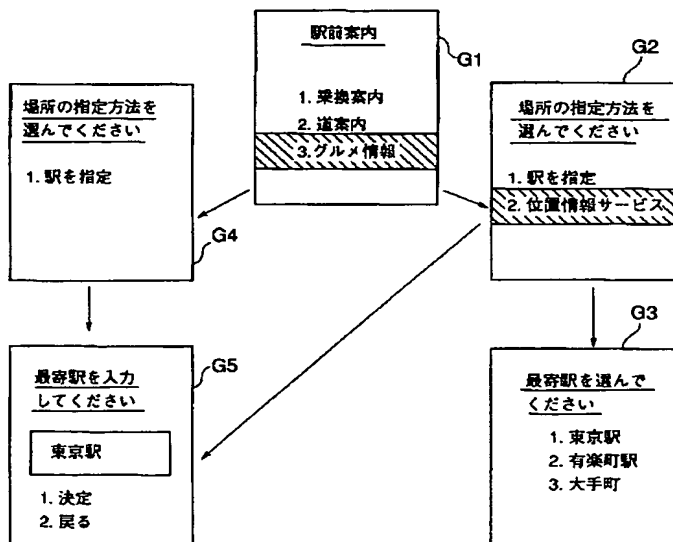 駅前案内
G1
1. 乗換案内
2. 道案内
3. グルメ情報
G2
場所の指定方法を
選んでください
1. 駅を指定
2. 位置情報サービス
場所の指定方法を
選んでください
1. 駅を指定
G4
G3
最寄駅を選んで
ください
1. 東京駅
2. 有楽町駅
3. 大手町
G5
最寄駅を入力
してください
東京駅
1. 決定
2. 戻る